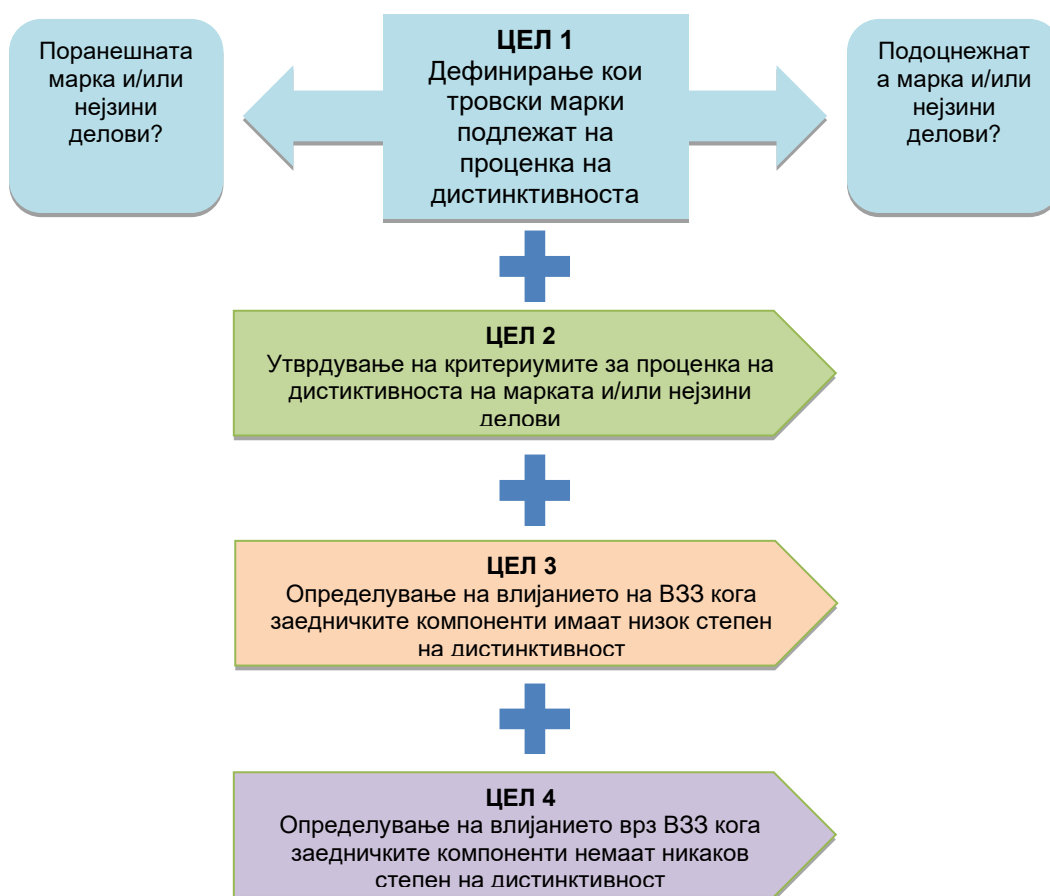 Поранешната
марка и/или
нејзини
делови?
ЦЕЛ 1
Дефинирање кои
тровски марки
подлежат на
проценка на
дистинктивноста
Подоцнежнат
а марка и/или
нејзини
делови?
ЦЕЛ 2
Утврдување на критериумите за проценка на
дистиктивноста на марката и/или нејзини
делови
ЦЕЛ 3
Определување на влијанието на ВЗЗ кога
заедничките компоненти имаат низок степен
на дистинктивност
ЦЕЛ 4
Определување на влијанието врз ВЗЗ кога
заедничките компоненти немаат никаков
степен на дистинктивност